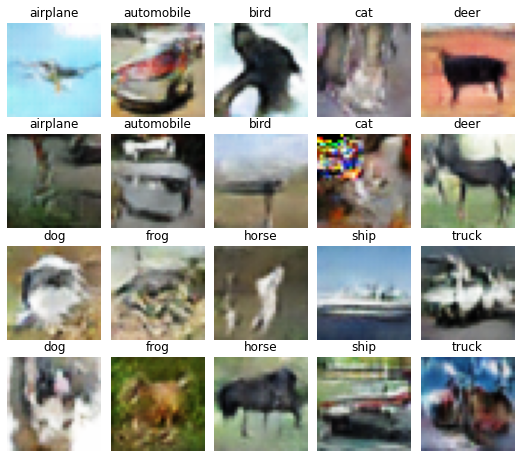 airplane automobile bird cat deer
airplane automobile bird cat deer
dog frog horse ship truck
dog frog horse ship truck